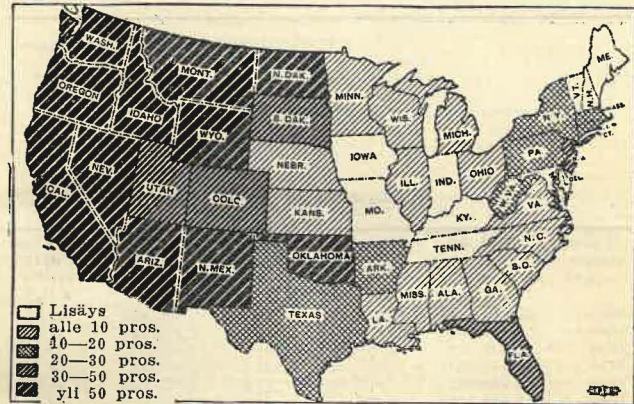 WASH.
MONT.
N.DAK.
MINN.
ME.
OREGON
IDAHO
WYO.
S.DAK.
WIS.
MICH.
N.Y.
VT.
N.H.
CT.
NEV.
CAL.
UTAH
COLO.
NEBR.
IOWA
ILL.
IND.
OHIO
PA.
W.VA.
VA.
DEL.
KANS.
MO.
KY.
ARIZ.
N.MEX.
OKLAHOMA
ARK.
TENN.
N.C.
S.C.
TEXAS
LA.
MISS.
ALA.
GA.
FLA.
Lisäys
alle 10 pros.
10—20 pros.
20—30 pros.
30—50 pros.
yli 50 pros.